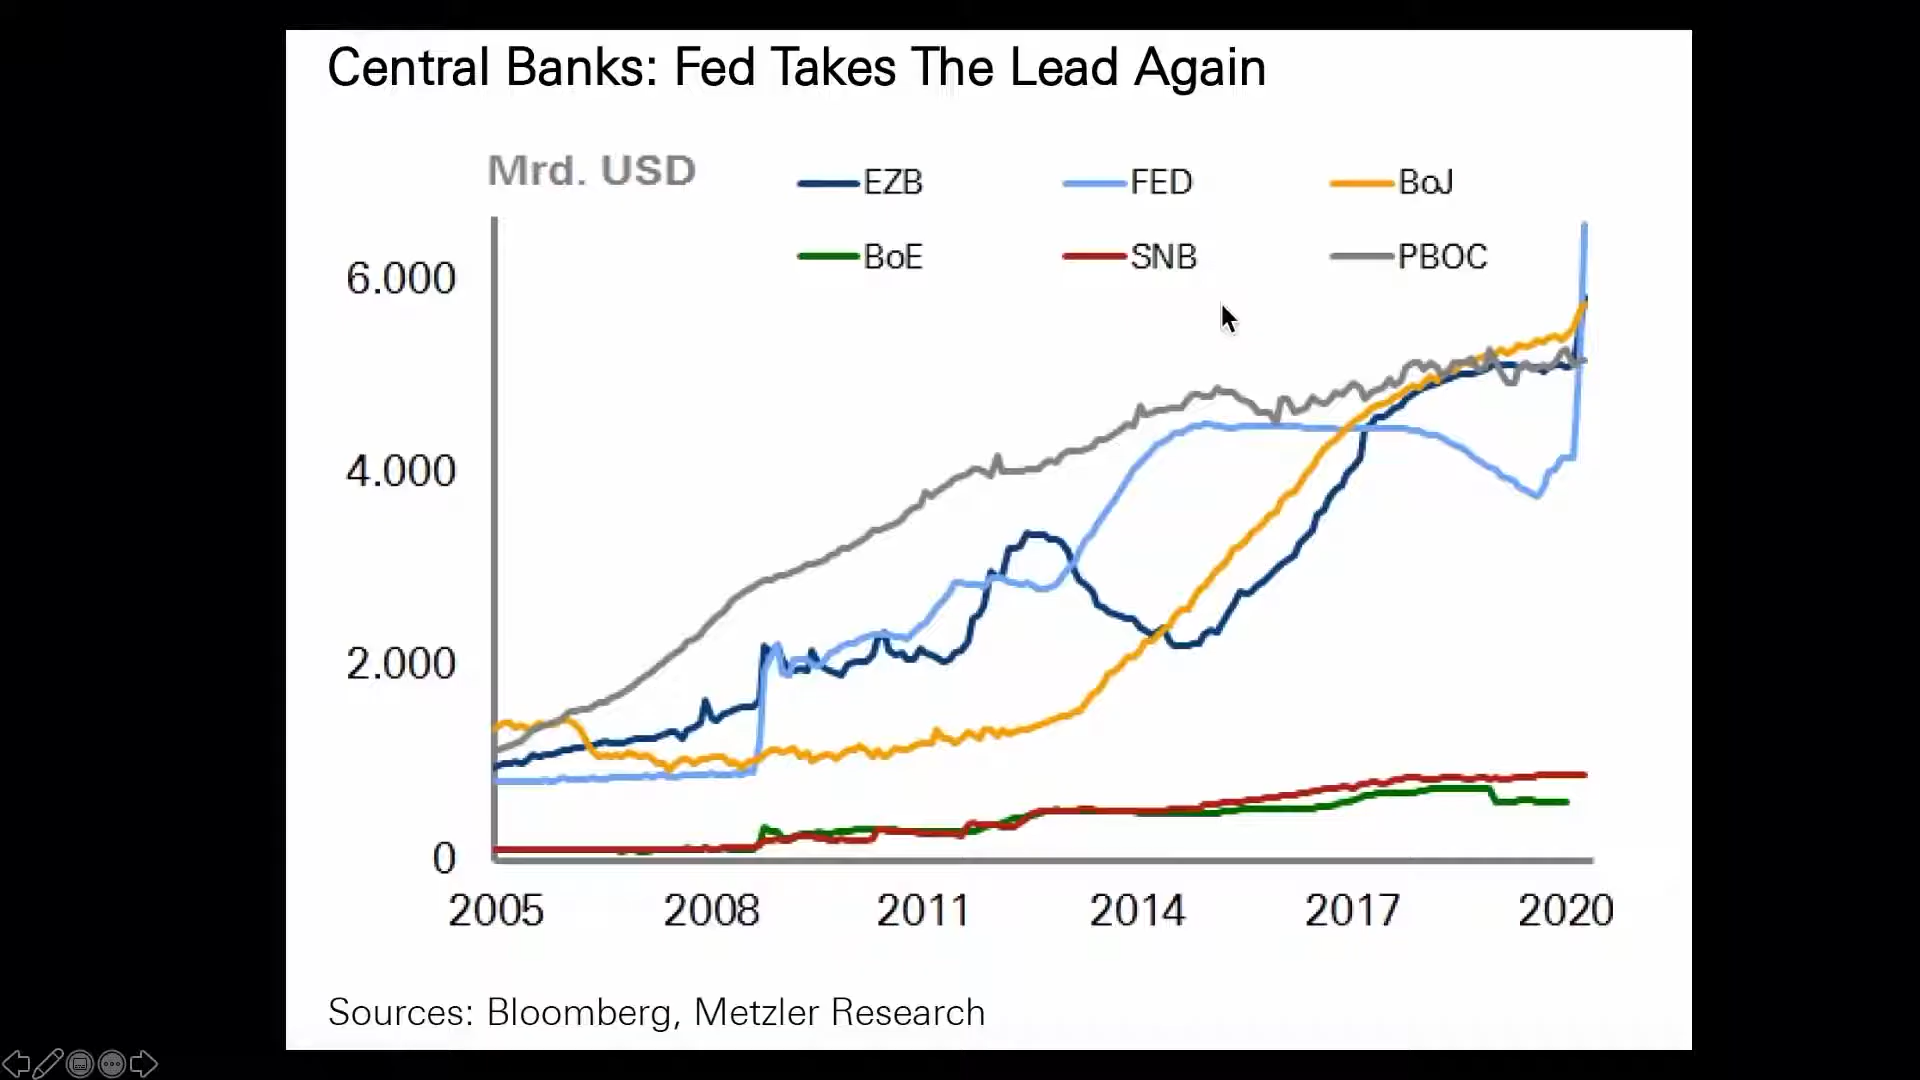 Central Banks: Fed Takes The Lead Again
Mrd. USD
EZB FED BoJ
BoE SNB PBOC
6.000
4.000
2.000
0
2005 2008 2011 2014 2017 2020
Sources: Bloomberg, Metzler Research